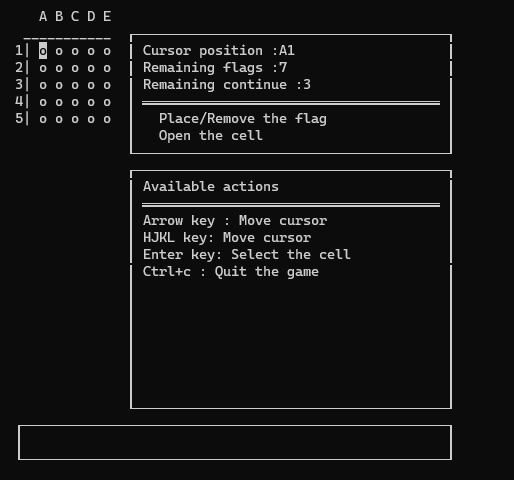 A B C D E
1| o o o o o
2| o o o o o
3| o o o o o
4| o o o o o
5| o o o o o
Cursor position :A1
Remaining flags :7
Remaining continue :3
Place/Remove the flag
Open the cell
Available actions
Arrow key : Move cursor
HJKL key: Move cursor
Enter key: Select the cell
Ctrl+c : Quit the game